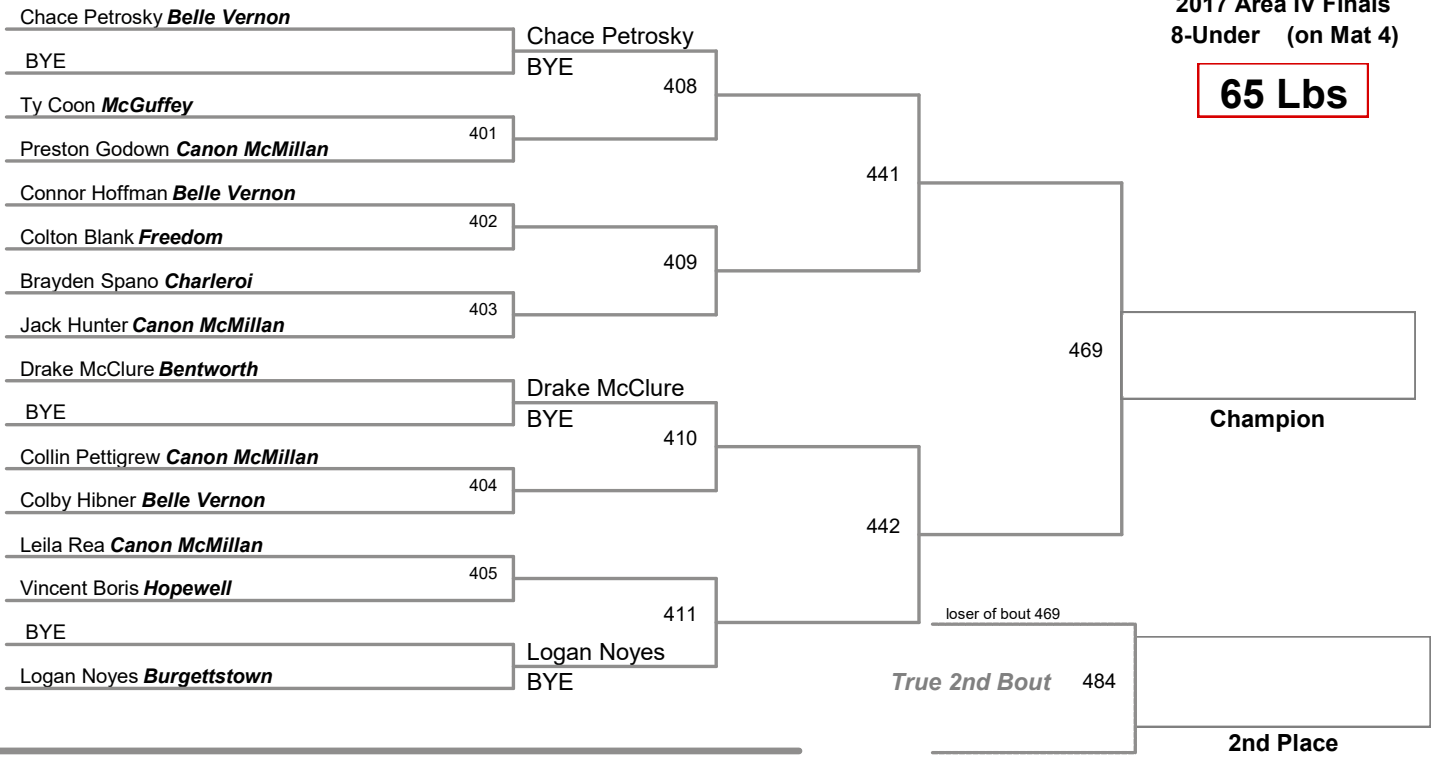 2017 Area IV Finals
8-Under (on Mat 4)
65 Lbs
Chace Petrosky Belle Vernon
BYE
Ty Coon McGuffey
401
Preston Godown Canon McMillan
Connor Hoffman Belle Vernon
402
Colton Blank Freedom
Brayden Spano Charleroi
403
Jack Hunter Canon McMillan
Drake McClure Bentworth
BYE
Collin Pettigrew Canon McMillan
404
Colby Hibner Belle Vernon
Leila Rea Canon McMillan
405
Vincent Boris Hopewell
BYE
Logan Noyes Burgettstown
Chace Petrosky
BYE
408
409
Drake McClure
BYE
410
411
Logan Noyes
BYE
441
442
469
Champion
loser of bout 469
True 2nd Bout 484
2nd Place